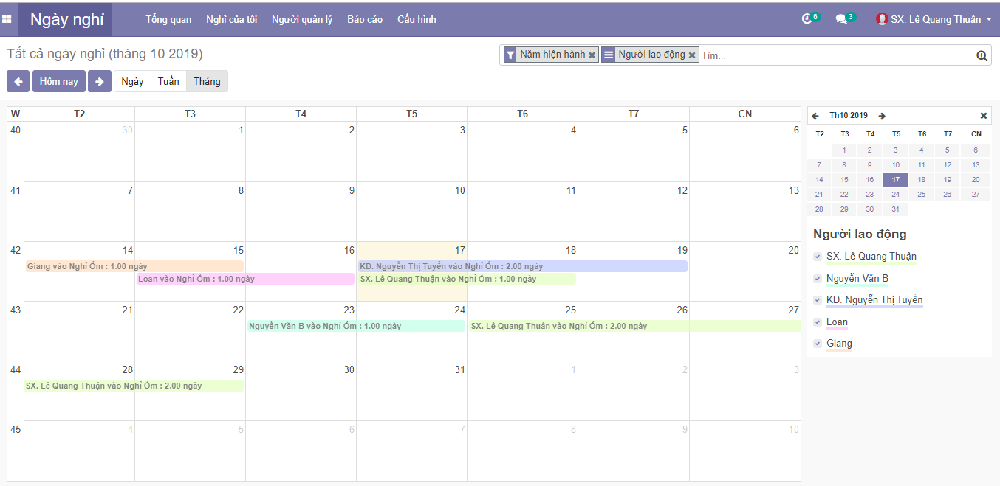 Ngày nghỉ Tổng quan Nghỉ của tôi Người quản lý Báo cáo Cấu hình 8 3 SX. Lê Quang Thuận
Tất cả ngày nghỉ (tháng 10 2019)
Năm hiện hành Người lao động Tìm...
Hôm nay Ngày Tuần Tháng
W T2 T3 T4 T5 T6 T7 CN
40 30 1 2 3 4 5 6
41 7 8 9 10 11 12 13
42 14 15 16 17 18 19 20
Giang vào Nghỉ Ốm : 1.00 ngày KD. Nguyễn Thị Tuyển vào Nghỉ Ốm : 2.00 ngày
Loan vào Nghỉ Ốm : 1.00 ngày SX. Lê Quang Thuận vào Nghỉ Ốm : 1.00 ngày
43 21 22 23 24 25 26 27
Nguyễn Văn B vào Nghỉ Ốm : 1.00 ngày SX. Lê Quang Thuận vào Nghỉ Ốm : 2.00 ngày
44 28 29 30 31 1 2 3
SX. Lê Quang Thuận vào Nghỉ Ốm : 2.00 ngày
45 4 5 6 7 8 9 10
Th10 2019
T2 T3 T4 T5 T6 T7 CN
1 2 3 4 5 6
7 8 9 10 11 12 13
14 15 16 17 18 19 20
21 22 23 24 25 26 27
28 29 30 31
Người lao động
SX. Lê Quang Thuận
Nguyễn Văn B
KD. Nguyễn Thị Tuyển
Loan
Giang